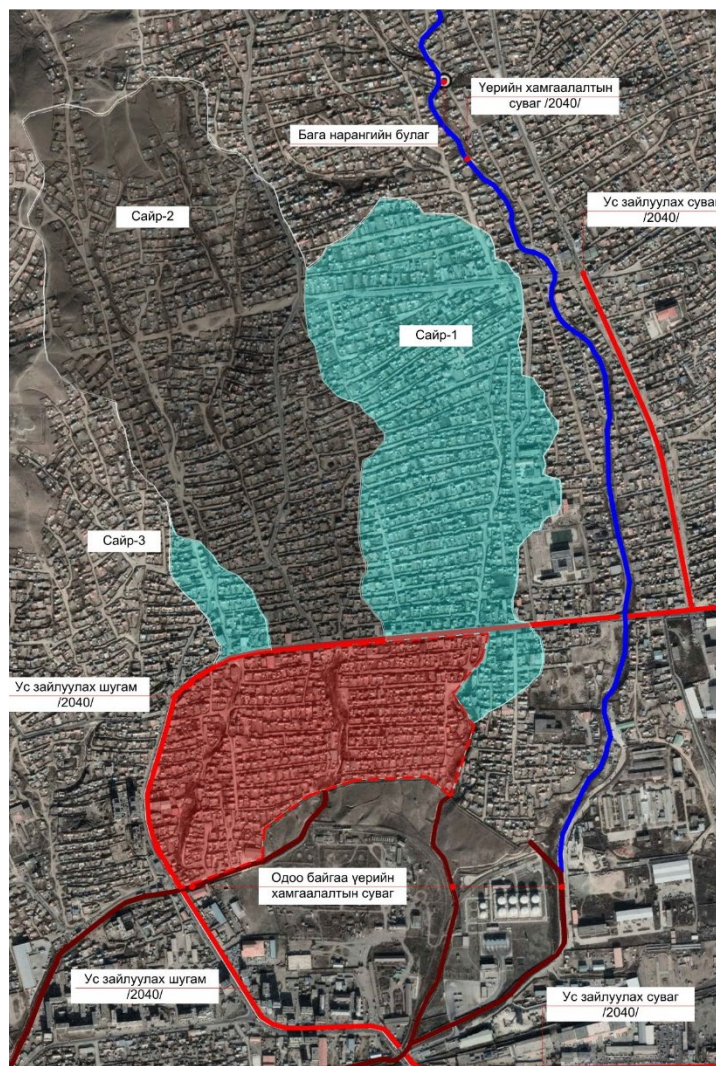 Үерийн хамгаалалтын
суваг /2040/
Бага нарангийн булаг
Ус зайлуулах сува
/2040/
Сайр-2
Сайр-1
Сайр-3
Ус зайлуулах шугам
/2040/
Одоо байгаа үерийн
хамгаалалтын суваг
Ус зайлуулах шугам
/2040/
Ус зайлуулах суваг
/2040/